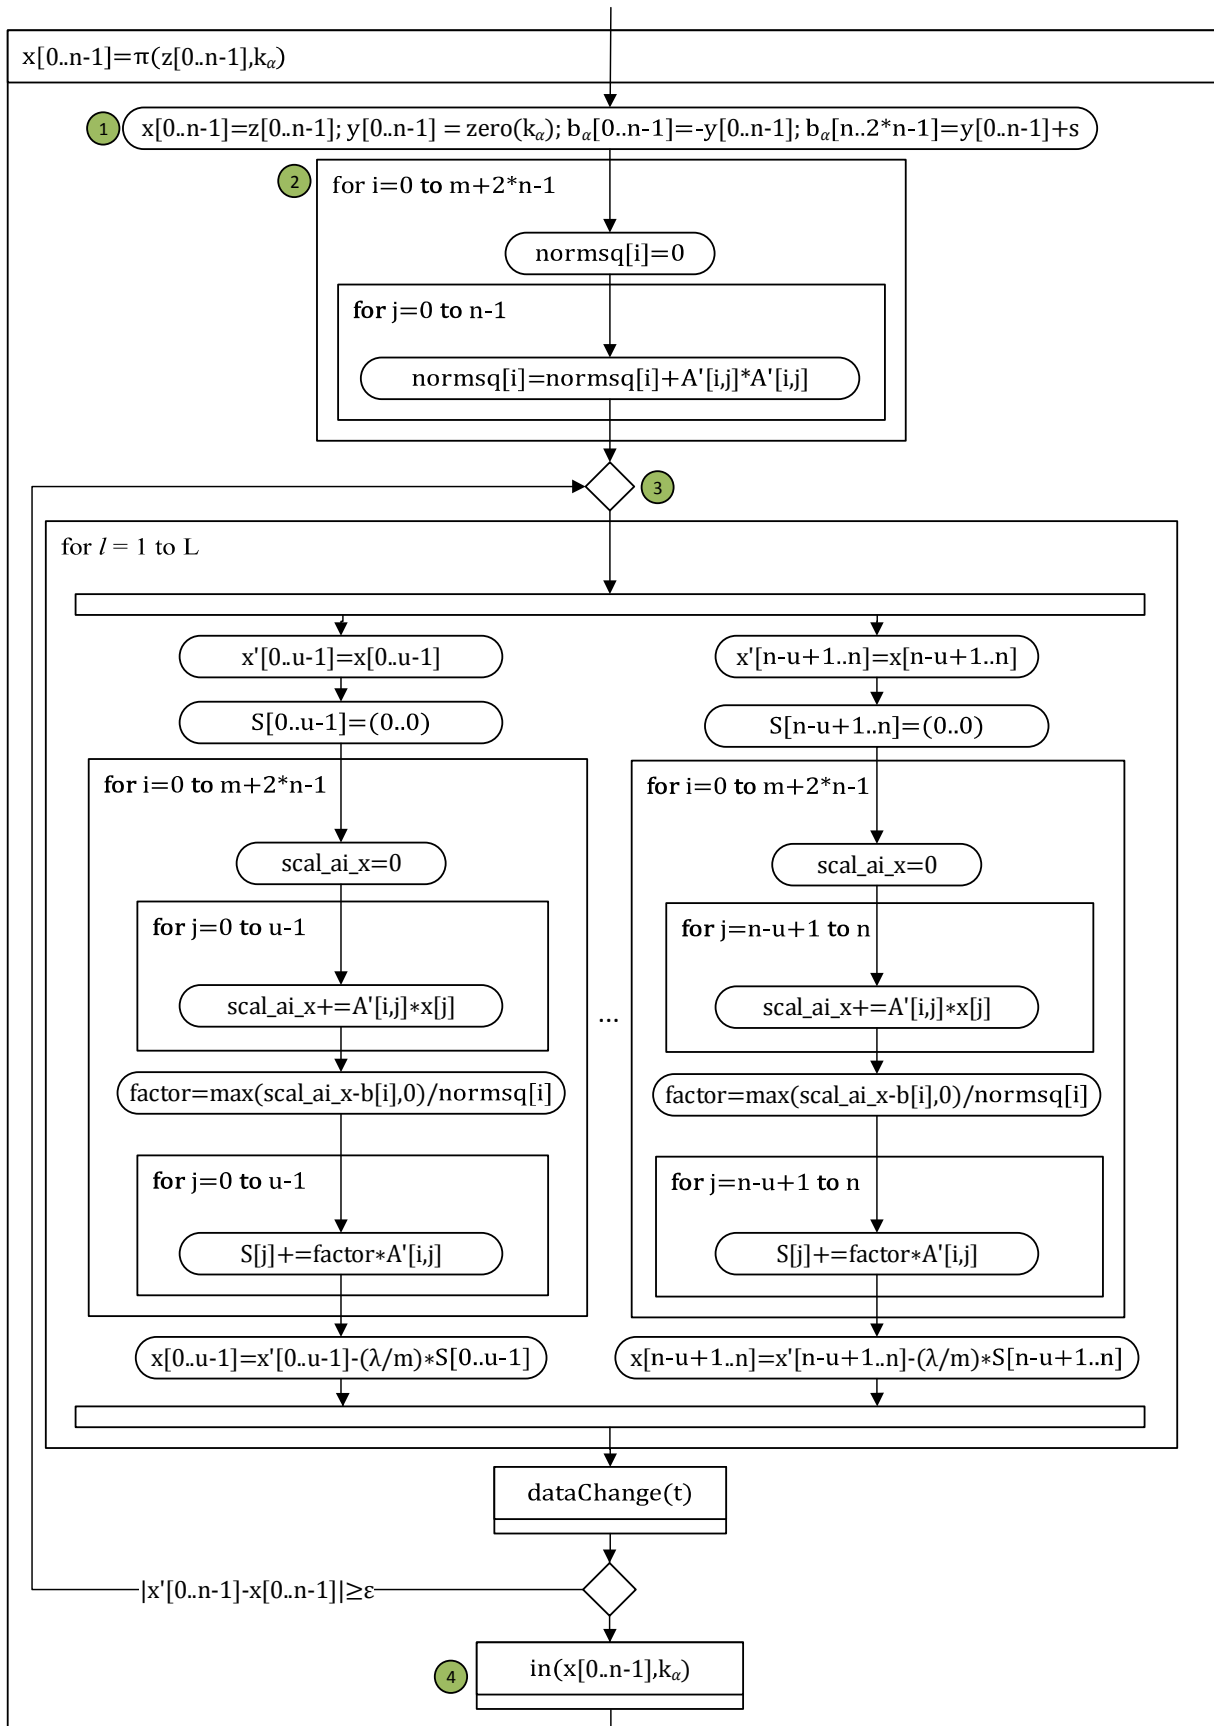 x[0..n-1]=π(z[0..n-1],kα)
1
x[0..n-1]=z[0..n-1]; y[0..n-1] = zero(kα); bα[0..n-1]=-y[0..n-1]; bα[n..2*n-1]=y[0..n-1]+s
2
for i=0 to m+2*n-1
normsq[i]=0
for j=0 to n-1
normsq[i]=normsq[i]+A'[i,j]*A'[i,j]
3
for l = 1 to L
x'[0..u-1]=x[0..u-1]
S[0..u-1]=(0..0)
for i=0 to m+2*n-1
scal_ai_x=0
for j=0 to u-1
scal_ai_x+=A'[i,j]*x[j]
factor=max(scal_ai_x-b[i],0)/normsq[i]
for j=0 to u-1
S[j]+=factor*A'[i,j]
x[0..u-1]=x'[0..u-1]-(λ/m)*S[0..u-1]
...
x'[n-u+1..n]=x[n-u+1..n]
S[n-u+1..n]=(0..0)
for i=0 to m+2*n-1
scal_ai_x=0
for j=n-u+1 to n
scal_ai_x+=A'[i,j]*x[j]
factor=max(scal_ai_x-b[i],0)/normsq[i]
for j=n-u+1 to n
S[j]+=factor*A'[i,j]
x[n-u+1..n]=x'[n-u+1..n]-(λ/m)*S[n-u+1..n]
dataChange(t)
|x'[0..n-1]-x[0..n-1]|≥ε
4
in(x[0..n-1],kα)